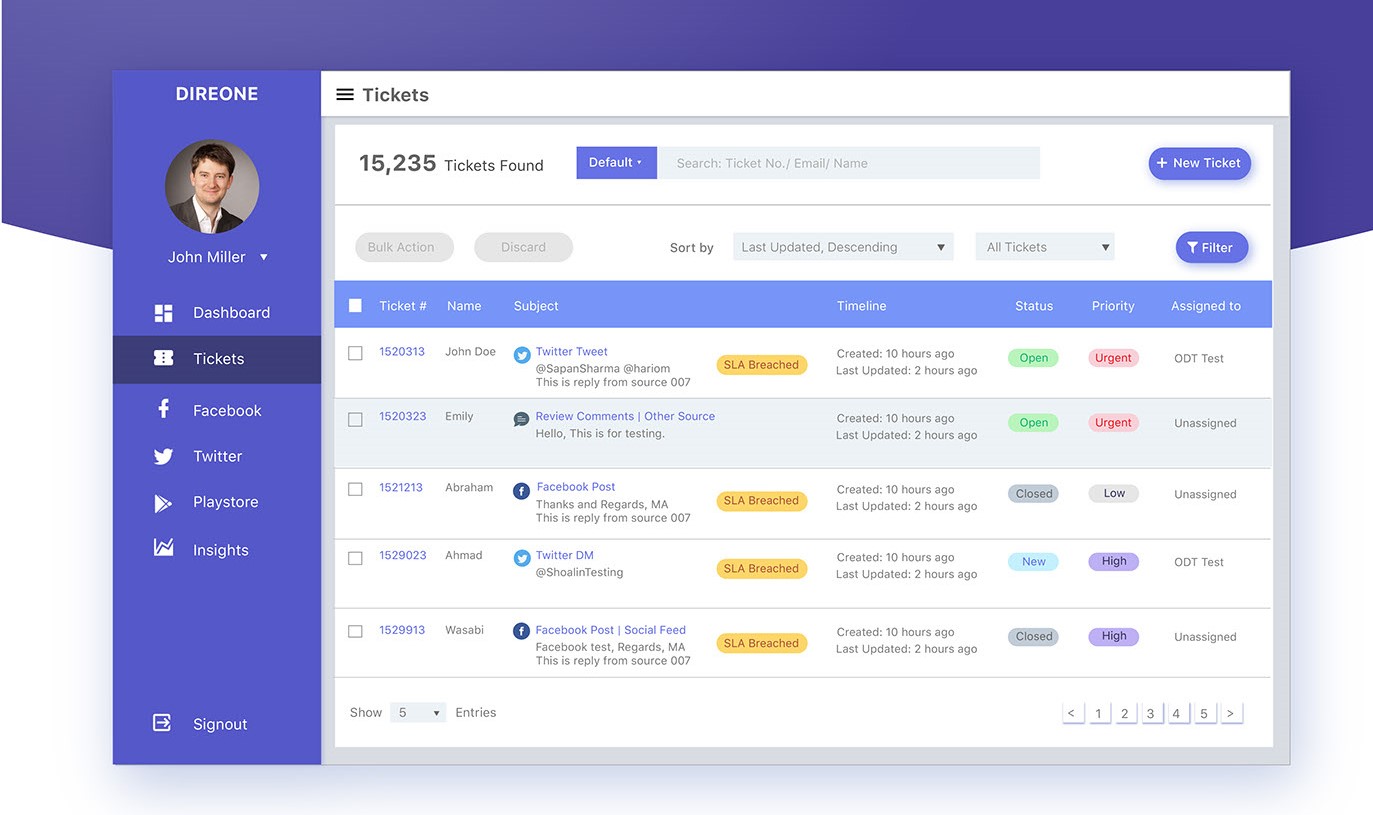 DIREONE
John Miller
Dashboard
Tickets
Facebook
Twitter
Playstore
Insights
Signout
Tickets
15,235 Tickets Found
Default
Search: Ticket No./ Email/ Name
+ New Ticket
Bulk Action
Discard
Sort by
Last Updated, Descending
All Tickets
Filter
Ticket # Name Subject Timeline Status Priority Assigned to
1520313 John Doe Twitter Tweet
@SapanSharma @hariom
This is reply from source 007
SLA Breached
Created: 10 hours ago
Last Updated: 2 hours ago
Open
Urgent
ODT Test
1520323 Emily Review Comments | Other Source
Hello, This is for testing.
Created: 10 hours ago
Last Updated: 2 hours ago
Open
Urgent
Unassigned
1521213 Abraham Facebook Post
Thanks and Regards, MA
This is reply from source 007
SLA Breached
Created: 10 hours ago
Last Updated: 2 hours ago
Closed
Low
Unassigned
1529023 Ahmad Twitter DM
@ShoalinTesting
SLA Breached
Created: 10 hours ago
Last Updated: 2 hours ago
New
High
ODT Test
1529913 Wasabi Facebook Post | Social Feed
Facebook test, Regards, MA
This is reply from source 007
SLA Breached
Created: 10 hours ago
Last Updated: 2 hours ago
Closed
High
Unassigned
Show 5 Entries
< 1 2 3 4 5 >